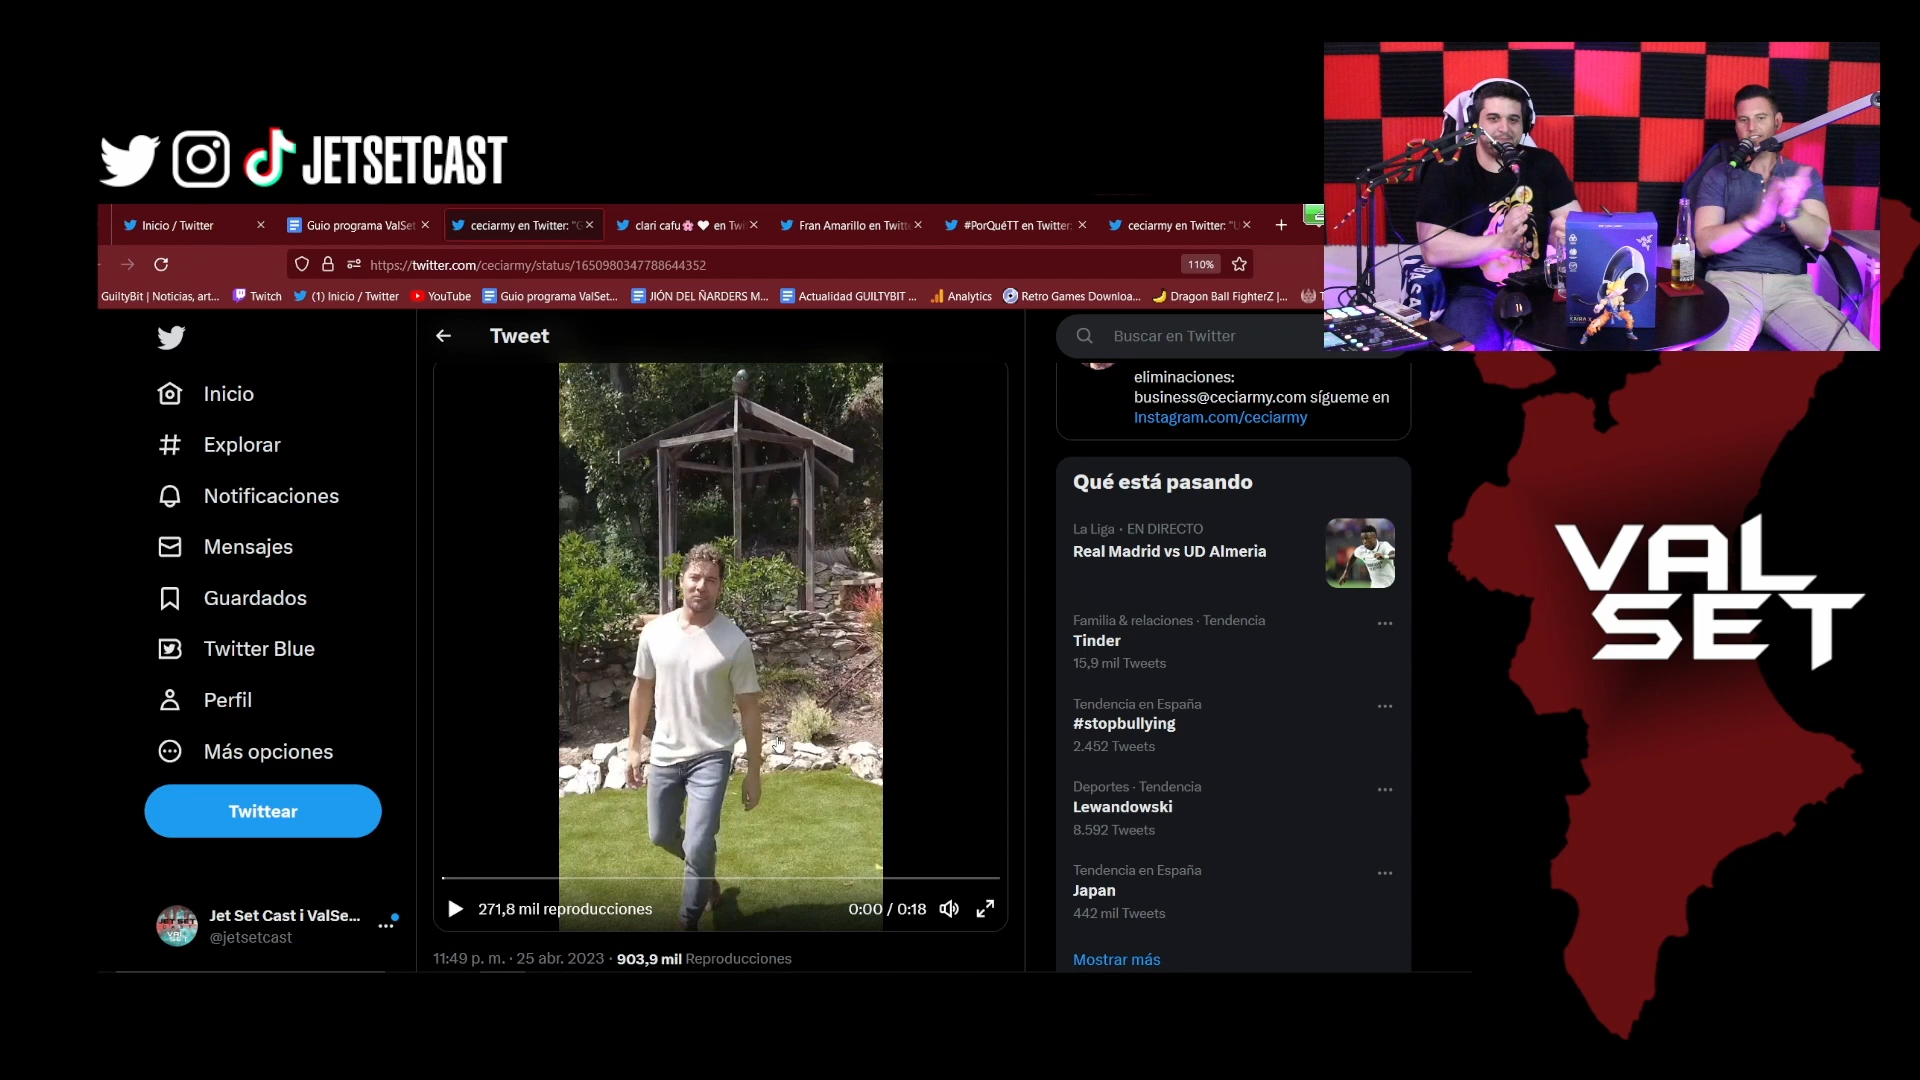 JETSETCAST
Inicio / Twitter
Guio programa ValSet
ceciarmy en Twitter: "G
clari cafu🌸 🤍 en Twi
Fran Amarillo en Twitte
#PorQuéTT en Twitter:
ceciarmy en Twitter: "U
https://twitter.com/ceciarmy/status/1650980347788644352
110%
GuiltyBit | Noticias, art...
Twitch
(1) Inicio / Twitter
YouTube
Guio programa ValSet...
JIÓN DEL ÑARDERS M...
Actualidad GUILTYBIT ...
Analytics
Retro Games Downloa...
Dragon Ball FighterZ |...
Tweet
Buscar en Twitter
Inicio
Explorar
Notificaciones
Mensajes
Guardados
Twitter Blue
Perfil
Más opciones
Twittear
Jet Set Cast i ValSe...
@jetsetcast
271,8 mil reproducciones
0:00 / 0:18
11:49 p. m. · 25 abr. 2023 · 903,9 mil Reproducciones
eliminaciones:
business@ceciarmy.com sígueme en
Instagram.com/ceciarmy
Qué está pasando
La Liga · EN DIRECTO
Real Madrid vs UD Almeria
Familia & relaciones · Tendencia
Tinder
15,9 mil Tweets
Tendencia en España
#stopbullying
2.452 Tweets
Deportes · Tendencia
Lewandowski
8.592 Tweets
Tendencia en España
Japan
442 mil Tweets
Mostrar más
VAL
SET